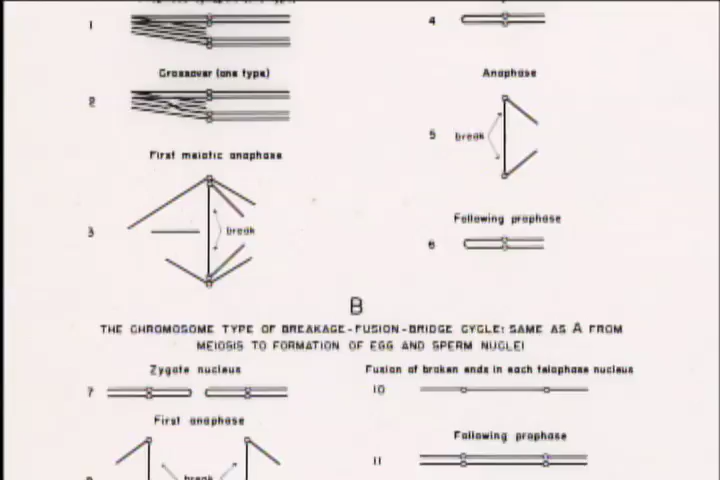 1
Crossover (one type)
2
First meiotic anaphase
3
break
4
Anaphase
5
break
Following prophase
6
B
THE CHROMOSOME TYPE OF BREAKAGE-FUSION-BRIDGE CYCLE: SAME AS A FROM
MEIOSIS TO FORMATION OF EGG AND SPERM NUCLEI
Zygote nucleus
7
First anaphase
break
Fusion of broken ends in each telophase nucleus
10
Following prophase
11